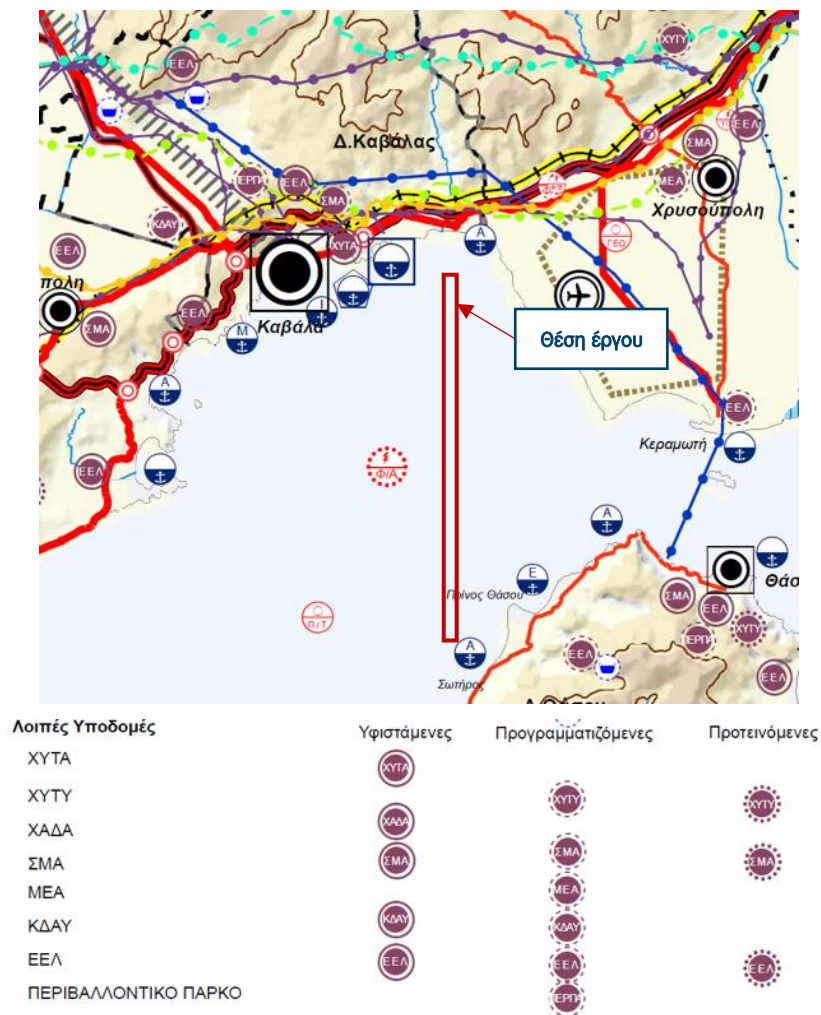 ΕΕΛ
ΧΥΤΥ
Δ.Καβάλας
ΕΕΛ
ΣΜΑ
ΠΕΡΠΑ
ΕΕΛ
ΣΜΑ
ΜΕΑ
Χρυσούπολη
ΚΔΑΥ
ΧΥΤΑ
Α
ΓΕΩ
ΕΕΛ
πολη
ΣΜΑ
ΕΕΛ
Καβάλα
Ι
Μ
Θέση έργου
Α
ΕΕΛ
Κεραμωτή
ΕΕΛ
Φ/Α
Α
Ε
Πρίνος Θάσου
Θάσ
ΣΜΑ
ΕΕΛ
ΠΓΤ
ΠΕΡΠΑ
ΧΥΤΥ
Α
ΕΕΛ
Σωτήρος
ΕΕΛ
Δ.Θάσου
Λοιπές Υποδομές Υφιστάμενες Προγραμματιζόμενες Προτεινόμενες
ΧΥΤΑ ΧΥΤΑ
ΧΥΤΥ ΧΥΤΥ ΧΥΤΥ
ΧΑΔΑ ΧΑΔΑ
ΣΜΑ ΣΜΑ ΣΜΑ ΣΜΑ
ΜΕΑ ΜΕΑ
ΚΔΑΥ ΚΔΑΥ ΚΔΑΥ
ΕΕΛ ΕΕΛ ΕΕΛ ΕΕΛ
ΠΕΡΙΒΑΛΛΟΝΤΙΚΟ ΠΑΡΚΟ ΠΕΡΠΑ